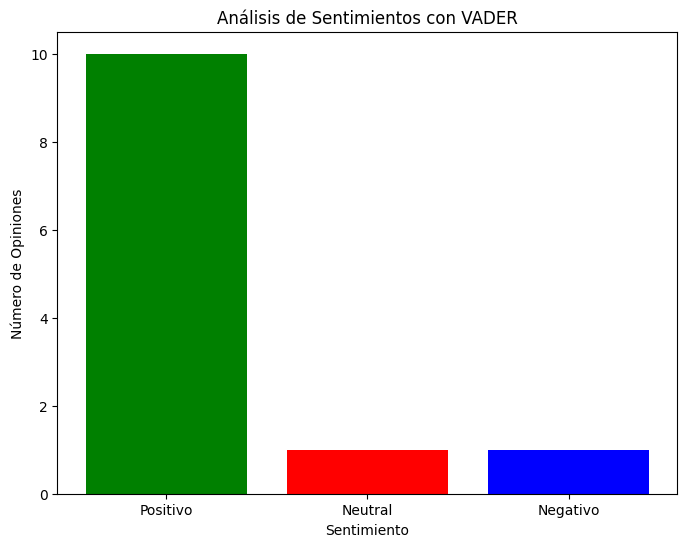 Análisis de Sentimientos con VADER
Número de Opiniones
10
8
6
4
2
0
Positivo
Neutral
Negativo
Sentimiento